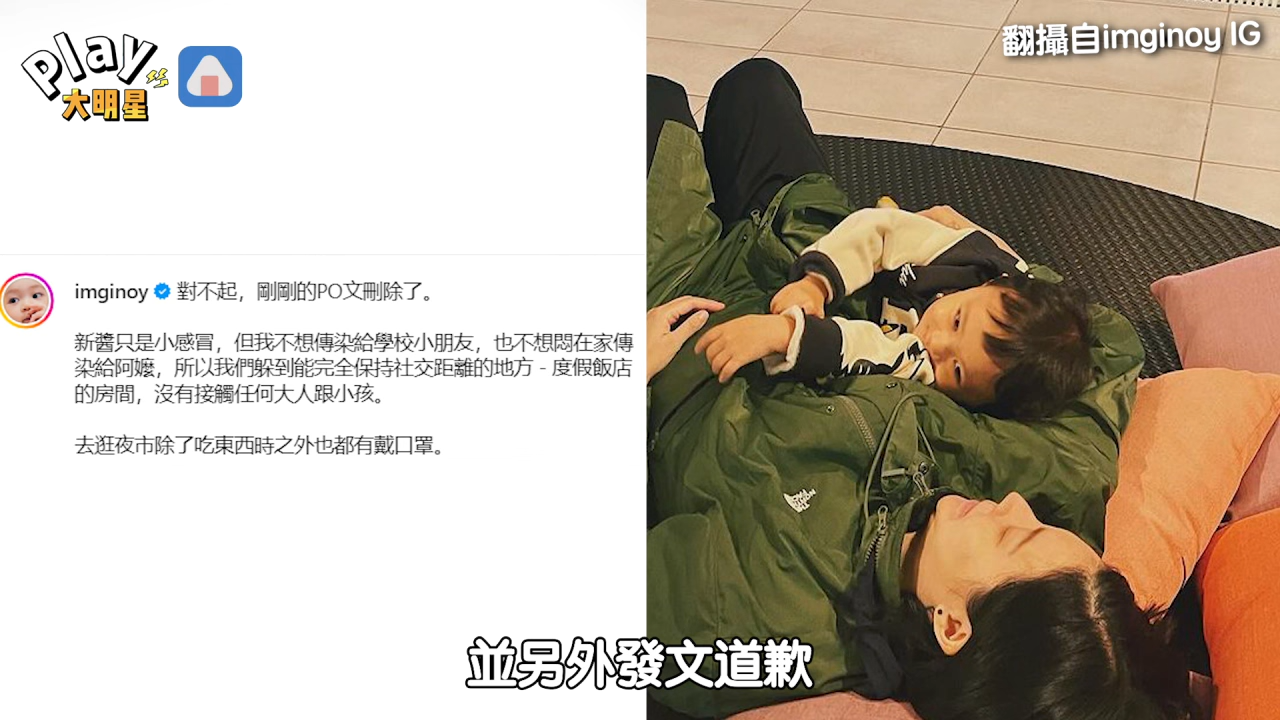 Play
大明星
翻攝自imginoy IG
imginoy 對不起，剛剛的PO文刪除了。
新醬只是小感冒，但我不想傳染給學校小朋友，也不想悶在家傳
染給阿嬤，所以我們躲到能完全保持社交距離的地方 - 度假飯店
的房間，沒有接觸任何大人跟小孩。
去逛夜市除了吃東西時之外也都有戴口罩。
並另外發文道歉